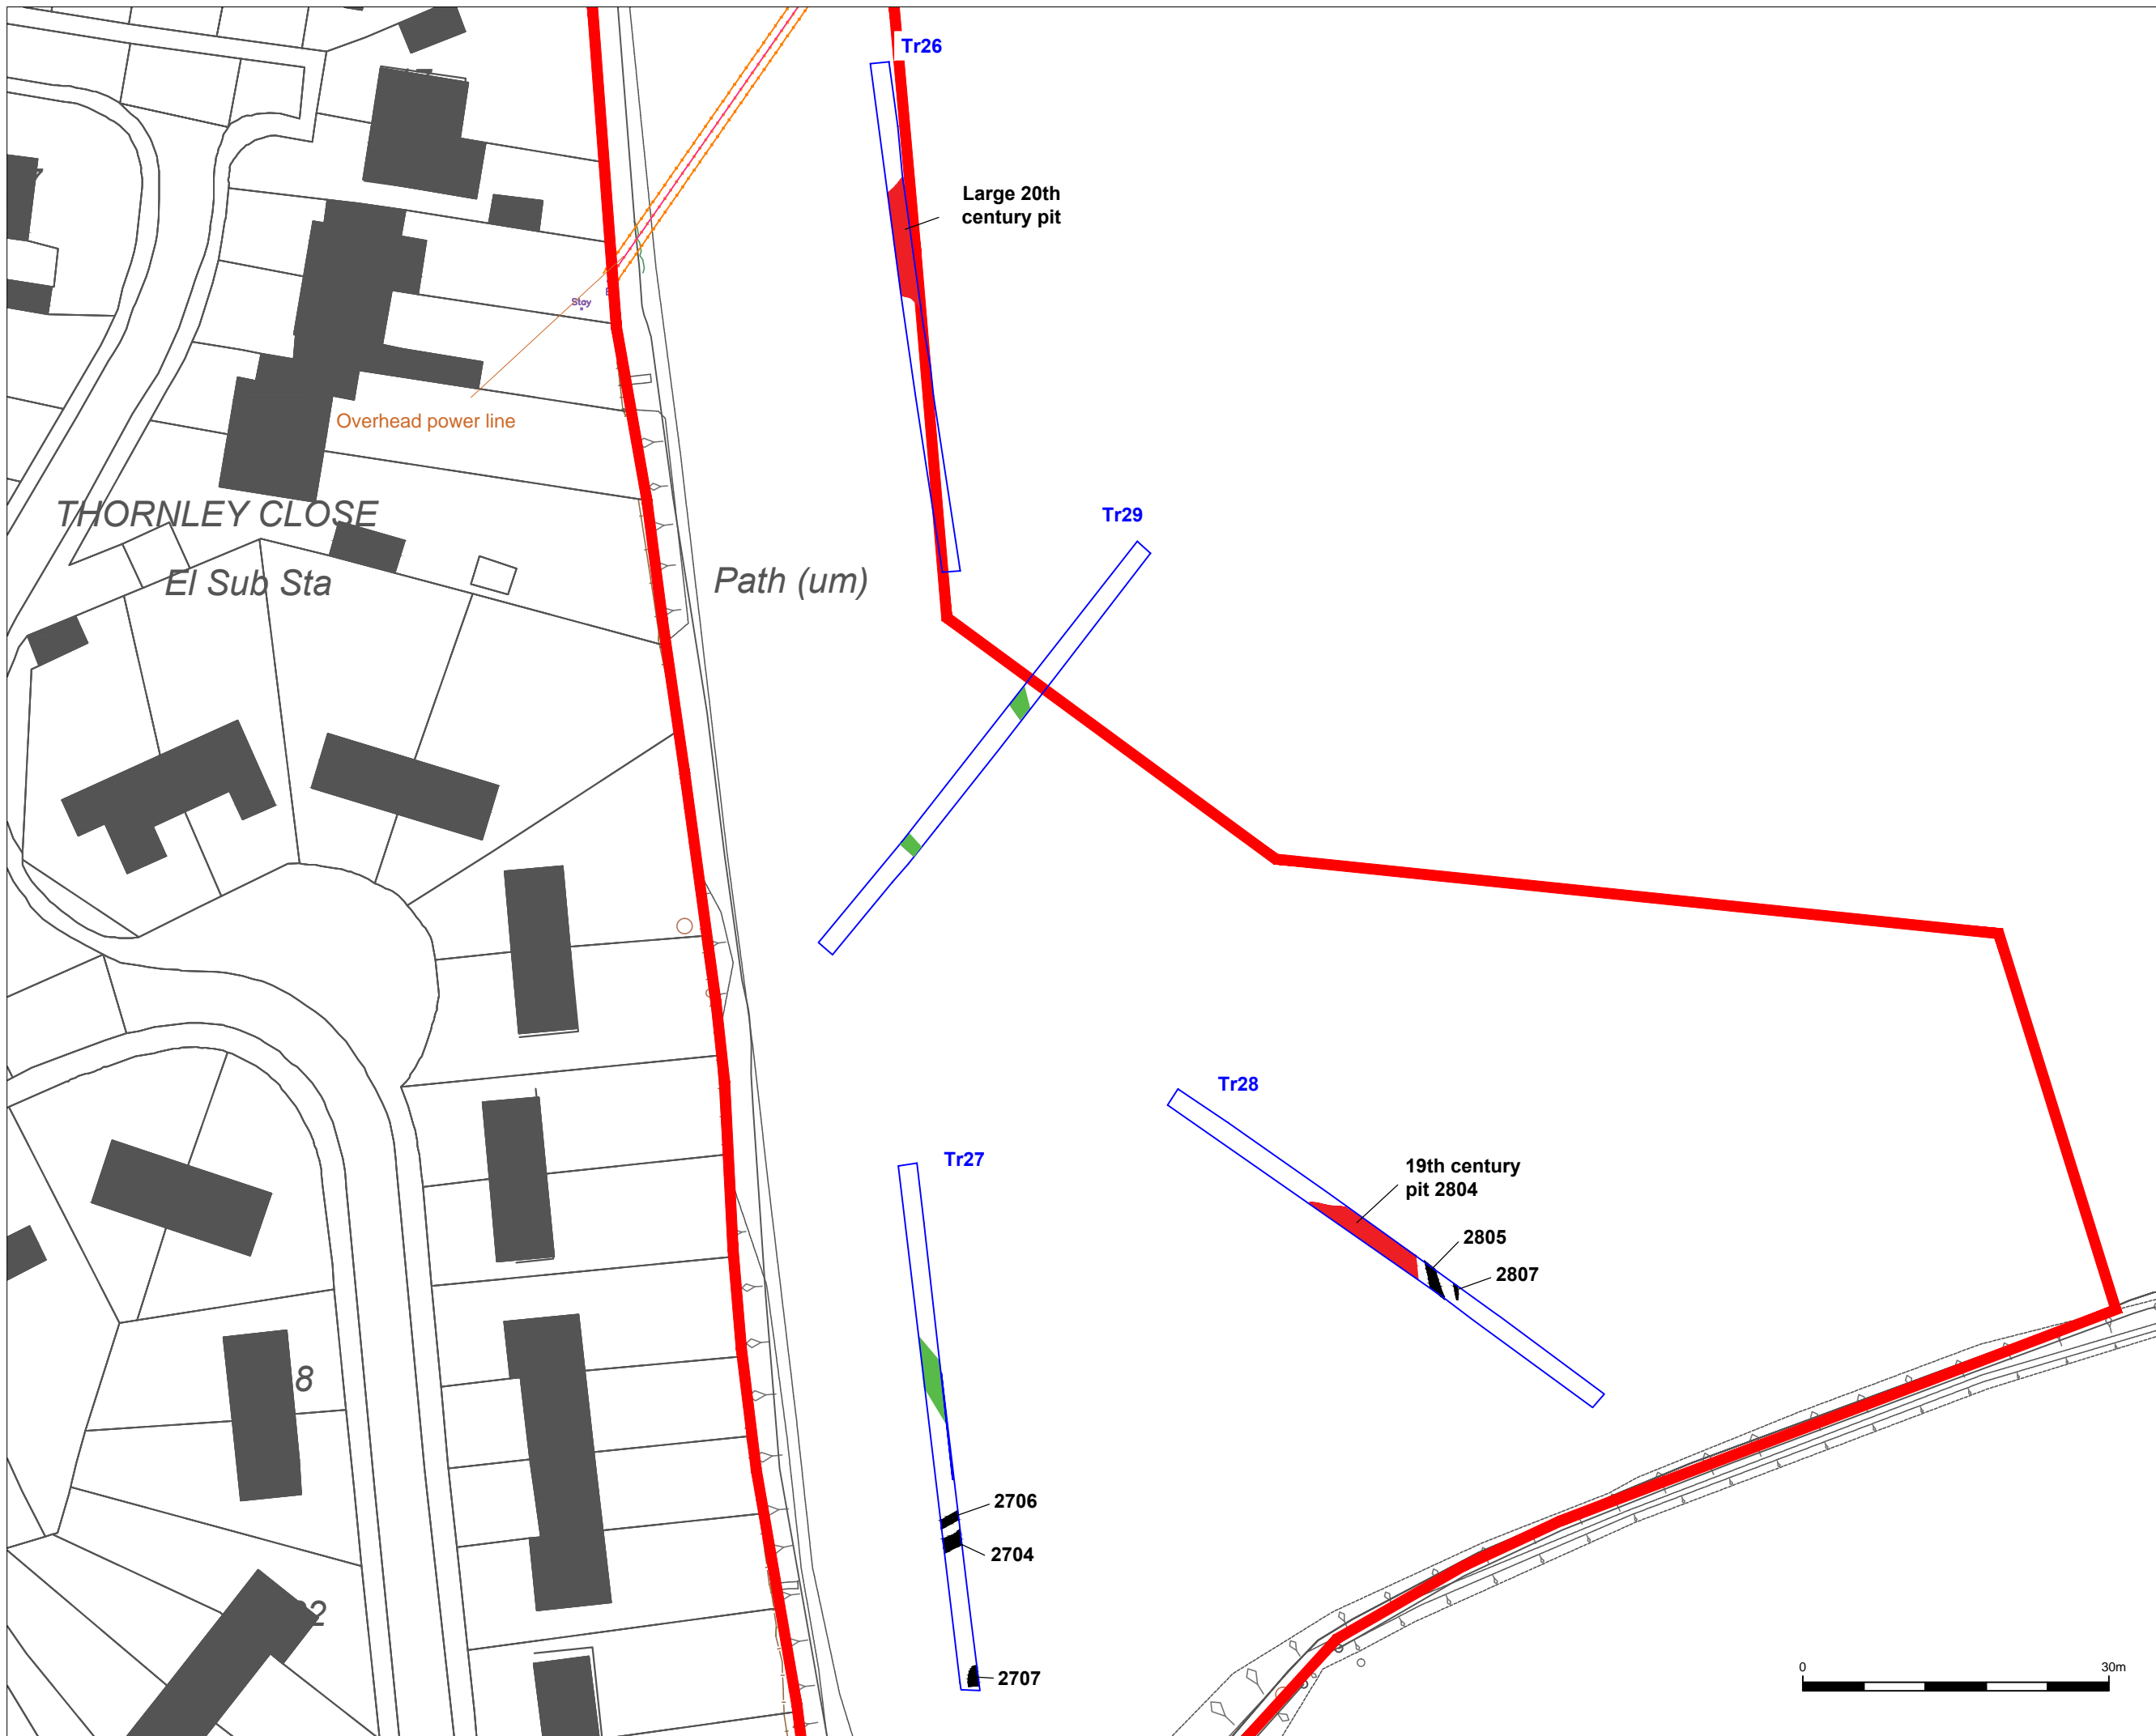 Tr26
Large 20th
century pit
Stay
Overhead power line
THORNLEY CLOSE
El Sub Sta
Path (um)
Tr29
Tr28
Tr27
19th century
pit 2804
2805
2807
8
2706
2704
2707
0
30m